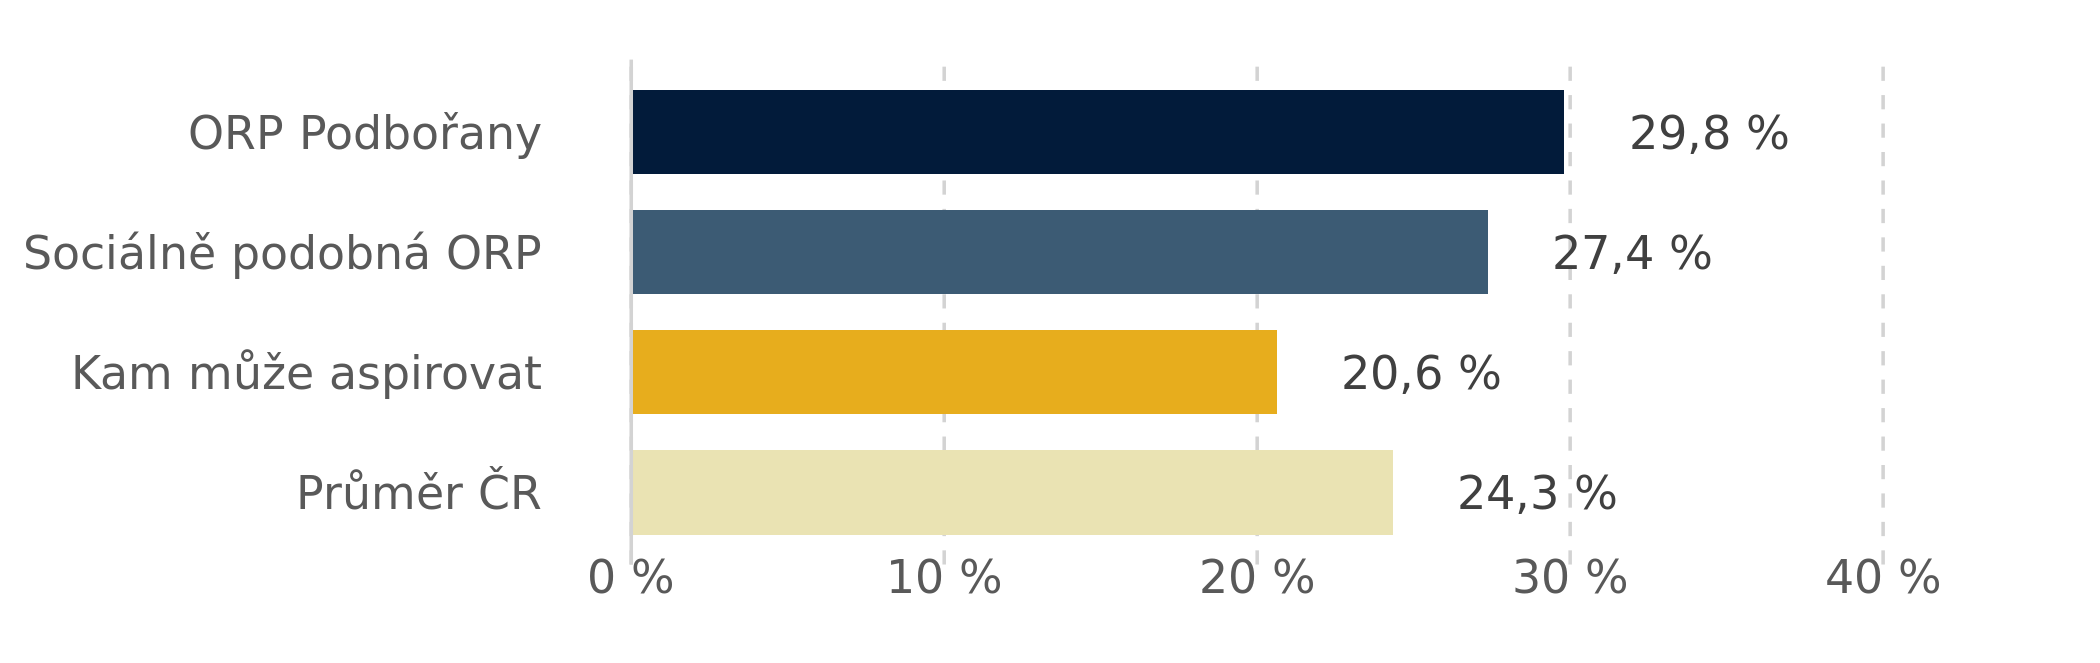 ORP Podbořany 29,8 %
Sociálně podobná ORP 27,4 %
Kam může aspirovat 20,6 %
Průměr ČR 24,3 %
0 % 10 % 20 % 30 % 40 %